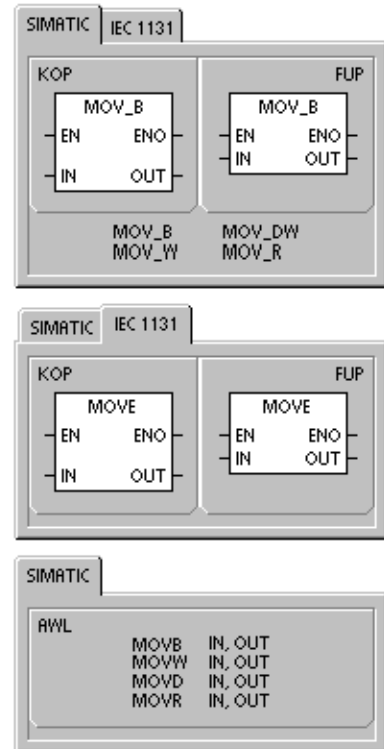 SIMATIC IEC 1131
KOP FUP
MOV_B MOV_B
EN ENO EN ENO
IN OUT IN OUT
MOV_B MOV_DW
MOV_W MOV_R
SIMATIC IEC 1131
KOP FUP
MOVE MOVE
EN ENO EN ENO
IN OUT IN OUT
SIMATIC
AWL
MOVB IN, OUT
MOVW IN, OUT
MOVD IN, OUT
MOVR IN, OUT